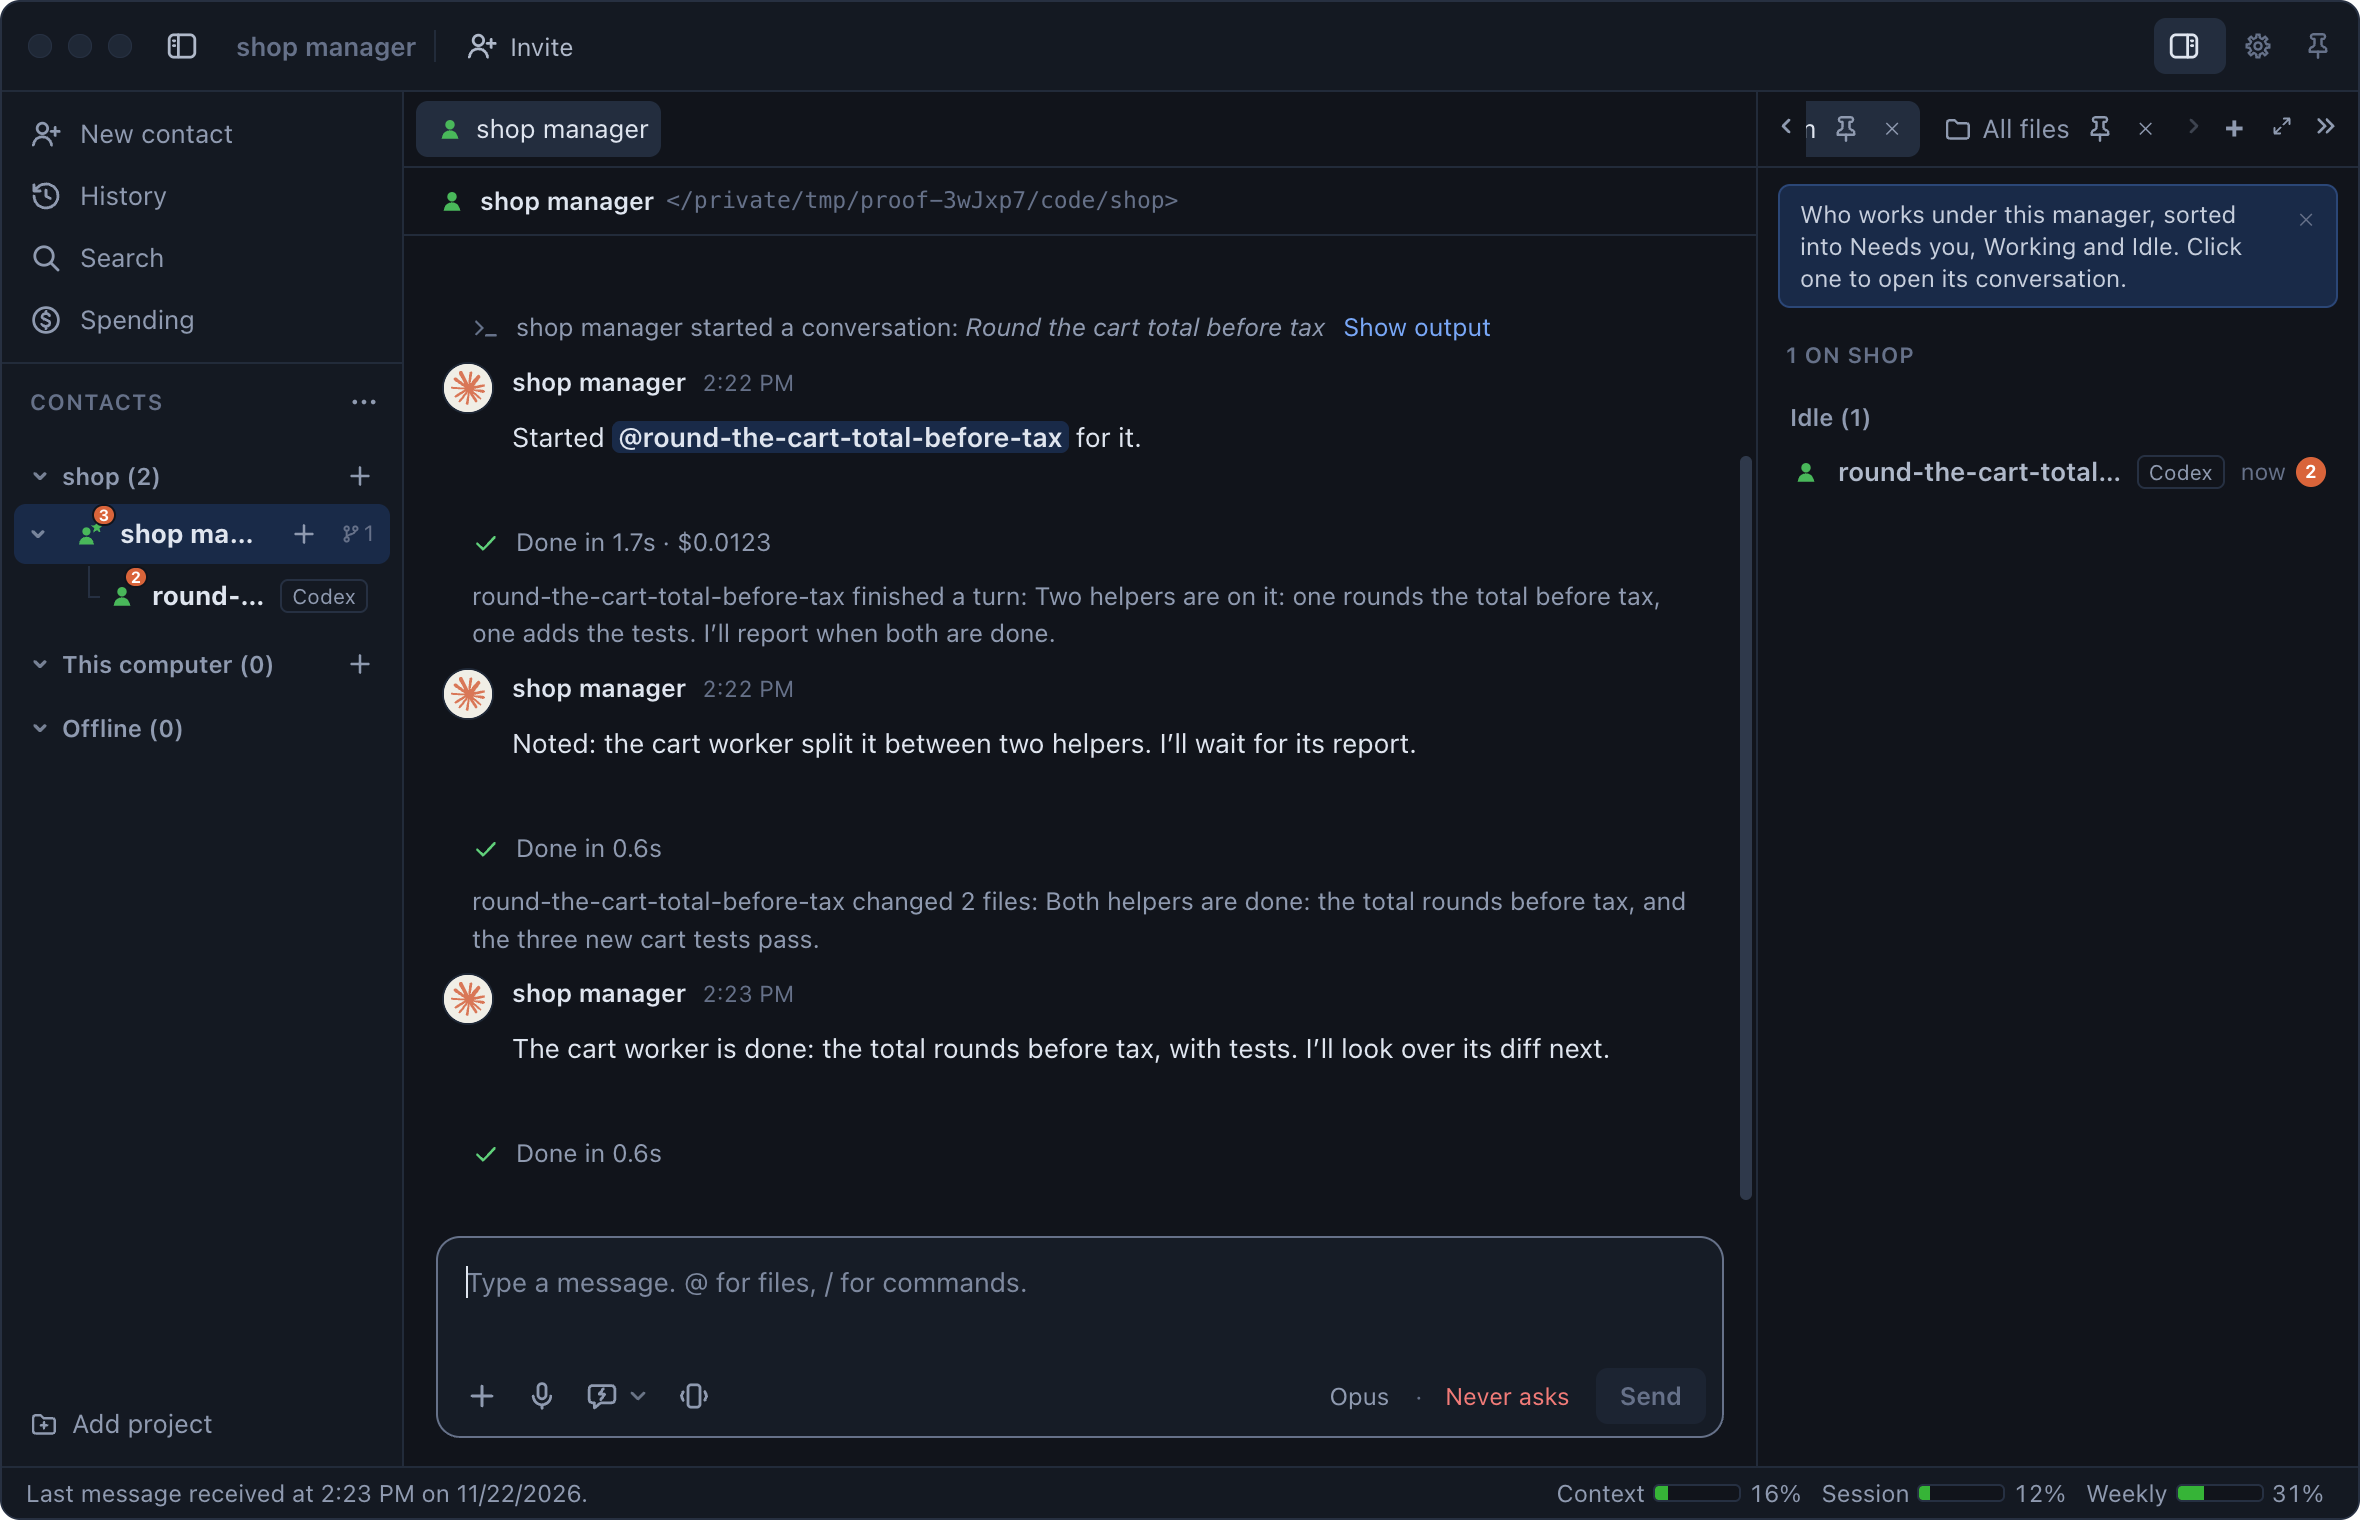 shop manager
Invite
New contact
History
Search
Spending
CONTACTS
shop (2)
3
shop ma... 1
2
round-... Codex
This computer (0)
Offline (0)
Add project
shop manager
shop manager </private/tmp/proof-3wJxp7/code/shop>
shop manager started a conversation: Round the cart total before tax Show output
shop manager 2:22 PM
Started @round-the-cart-total-before-tax for it.
Done in 1.7s · $0.0123
round-the-cart-total-before-tax finished a turn: Two helpers are on it: one rounds the total before tax,
one adds the tests. I’ll report when both are done.
shop manager 2:22 PM
Noted: the cart worker split it between two helpers. I’ll wait for its report.
Done in 0.6s
round-the-cart-total-before-tax changed 2 files: Both helpers are done: the total rounds before tax, and
the three new cart tests pass.
shop manager 2:23 PM
The cart worker is done: the total rounds before tax, with tests. I’ll look over its diff next.
Done in 0.6s
Type a message. @ for files, / for commands.
Opus · Never asks Send
All files
Who works under this manager, sorted
into Needs you, Working and Idle. Click
one to open its conversation.
1 ON SHOP
Idle (1)
round-the-cart-total... Codex now 2
Last message received at 2:23 PM on 11/22/2026.
Context 16% Session 12% Weekly 31%